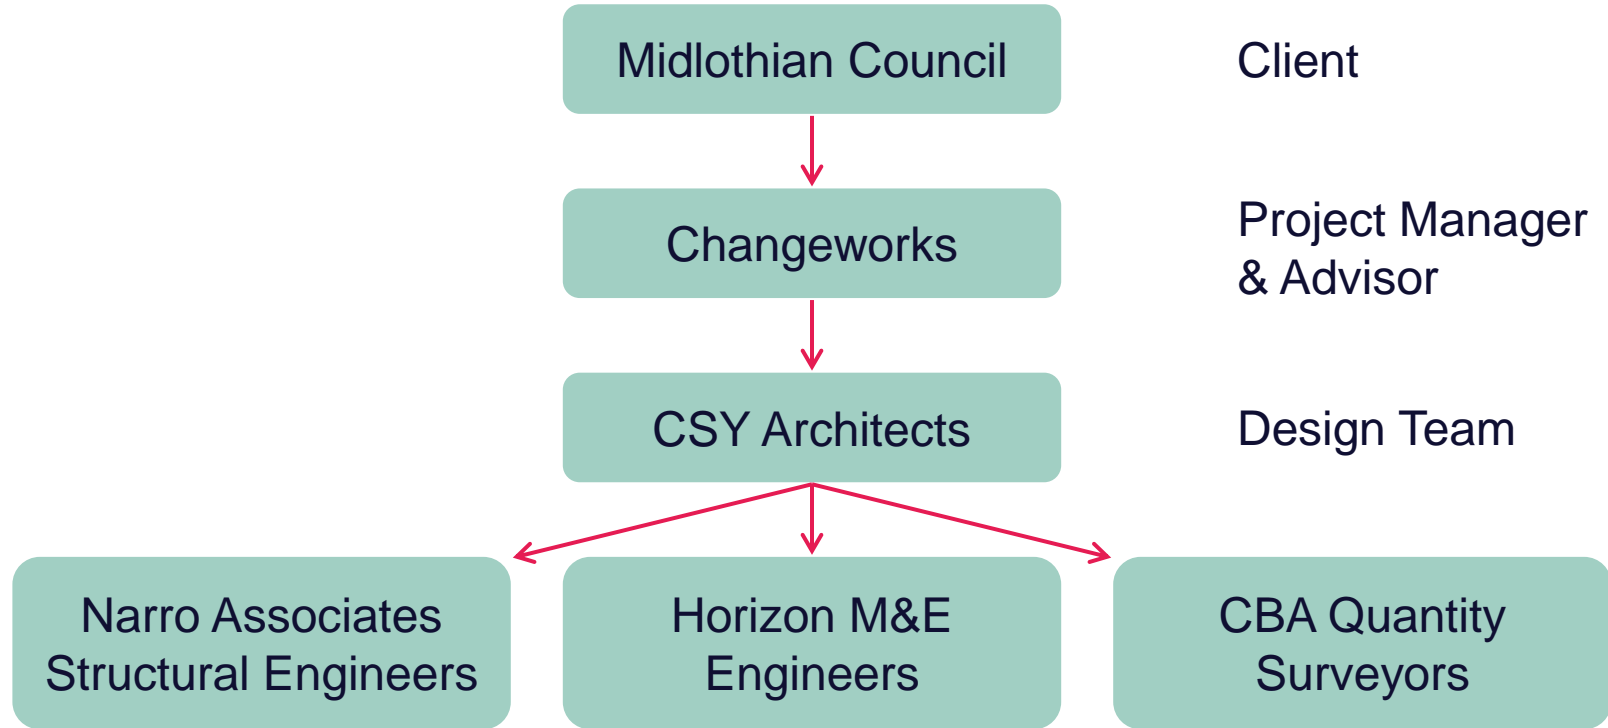 Midlothian Council
Client
Changeworks
Project Manager
& Advisor
CSY Architects
Design Team
Narro Associates
Structural Engineers
Horizon M&E
Engineers
CBA Quantity
Surveyors